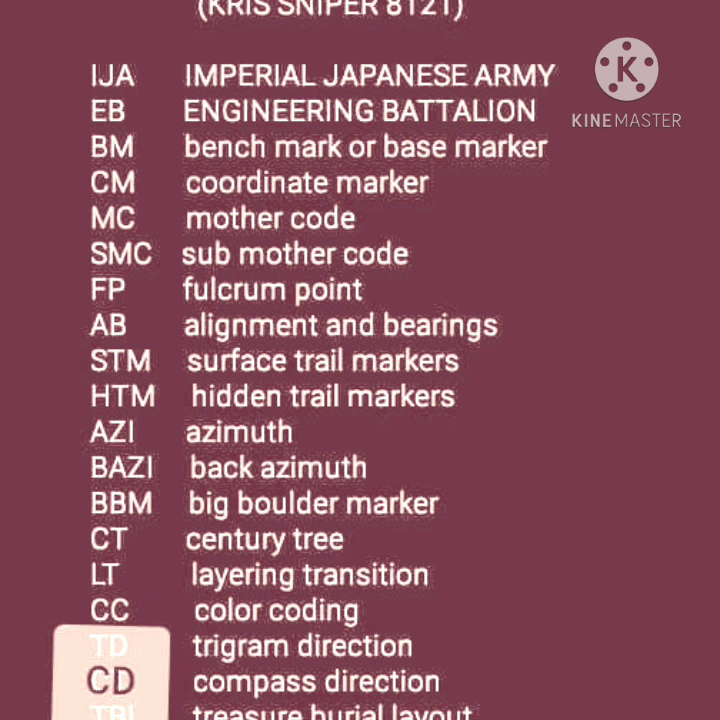 (KRIS SNIPER 8121)
IJA IMPERIAL JAPANESE ARMY
EB ENGINEERING BATTALION
BM bench mark or base marker
CM coordinate marker
MC mother code
SMC sub mother code
FP fulcrum point
AB alignment and bearings
STM surface trail markers
HTM hidden trail markers
AZI azimuth
BAZI back azimuth
BBM big boulder marker
CT century tree
LT layering transition
CC color coding
TD trigram direction
CD compass direction
TBL treasure burial layout
K
KINEMASTER